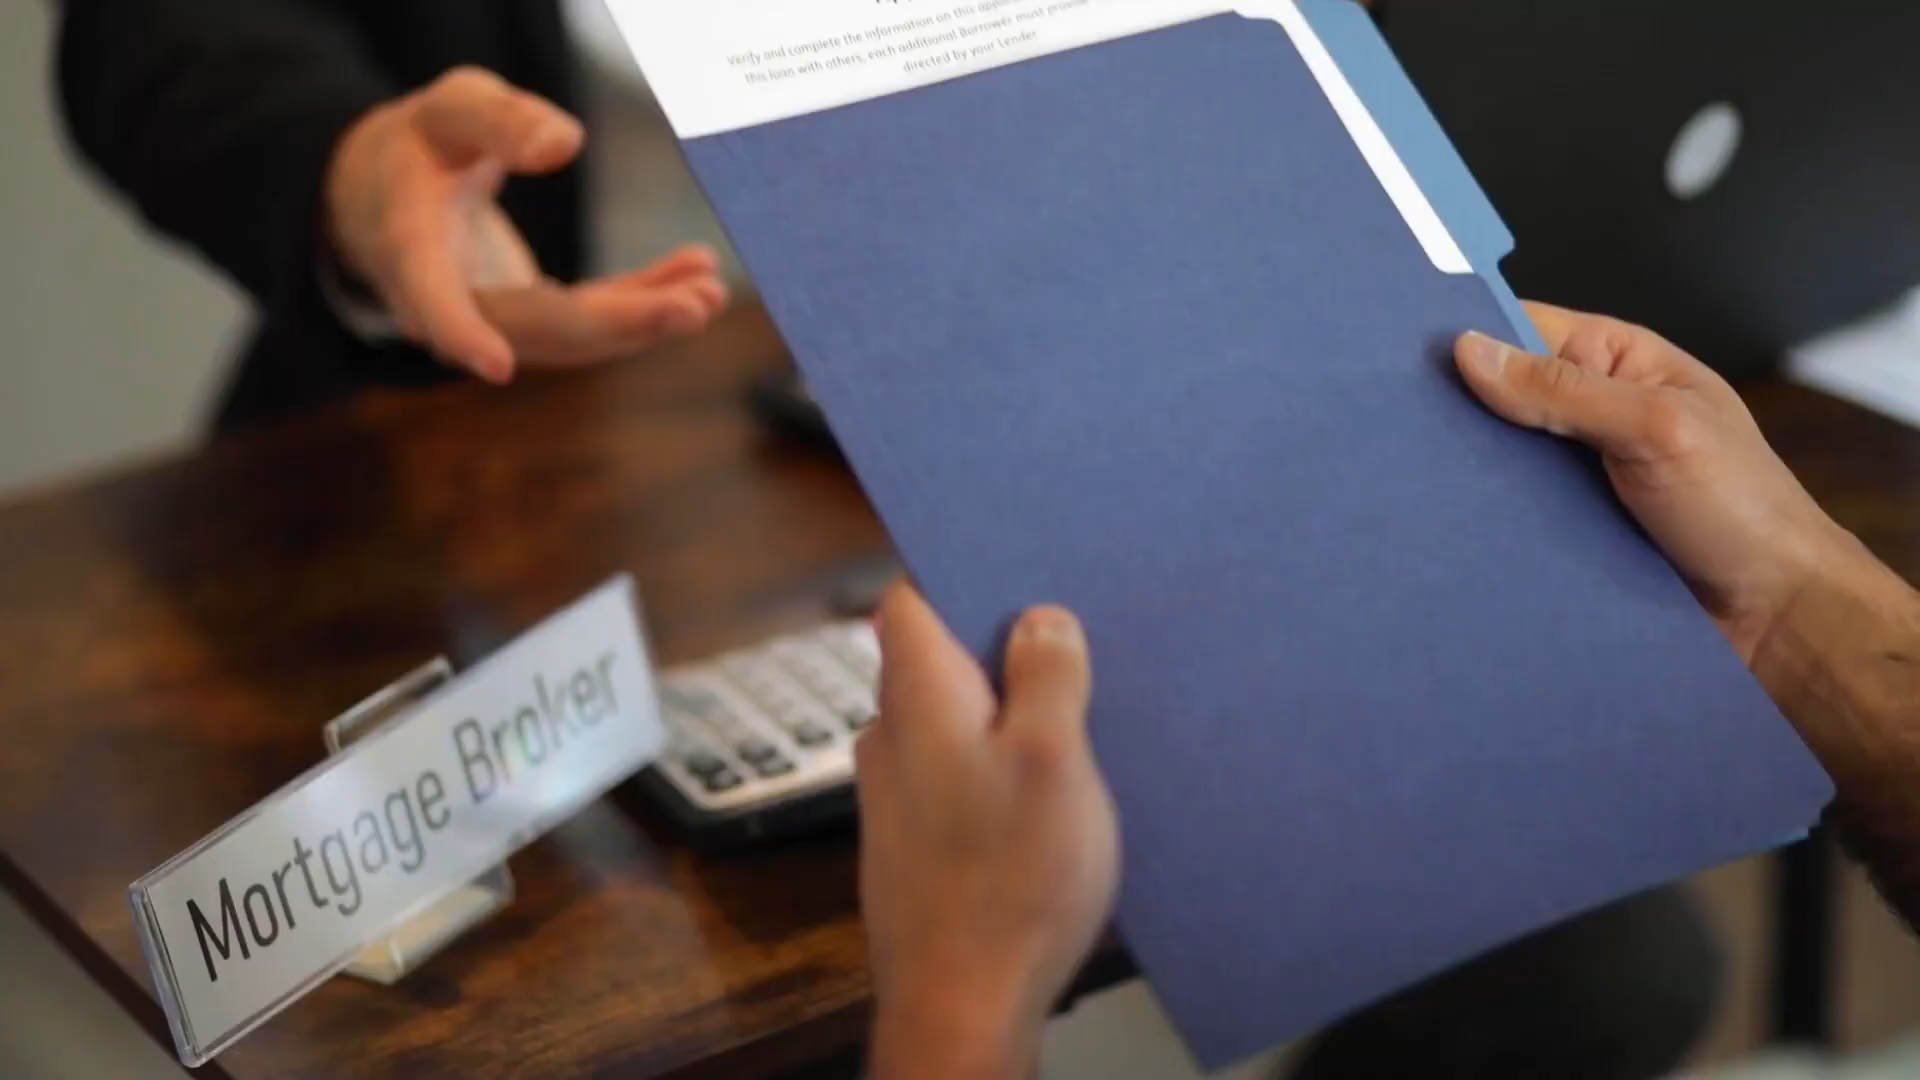 Verify and complete the information on this
this loan with others, each additional Borrower must provide
directed by your Lender
Mortgage Broker